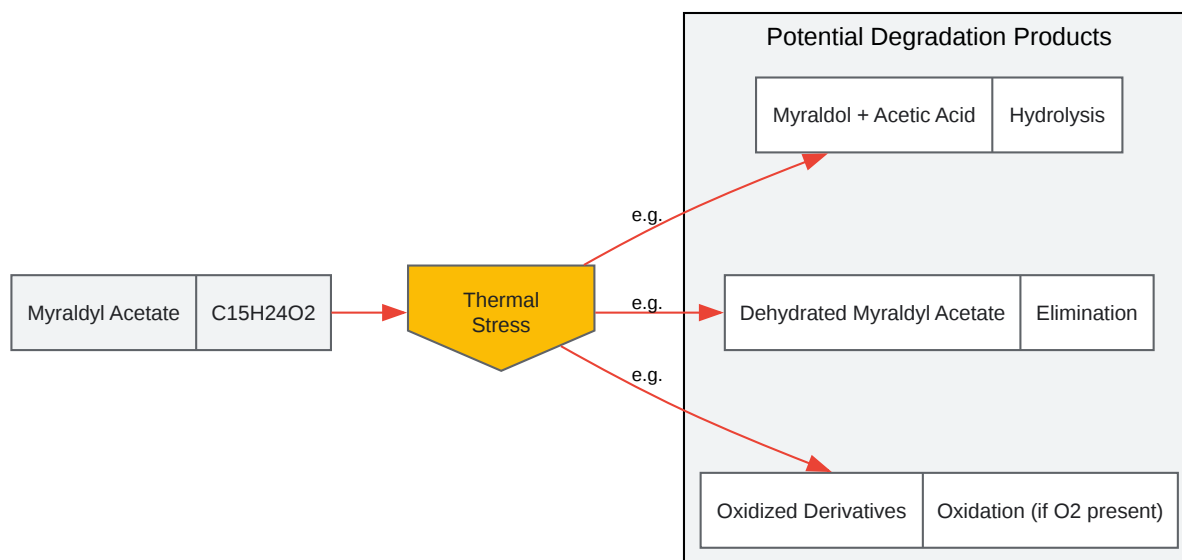 Potential Degradation Products
Myraldol + Acetic Acid
Hydrolysis
e.g.
Myraldyl Acetate
C15H24O2
Thermal
Stress
e.g.
Dehydrated Myraldyl Acetate
Elimination
e.g.
Oxidized Derivatives
Oxidation (if O2 present)